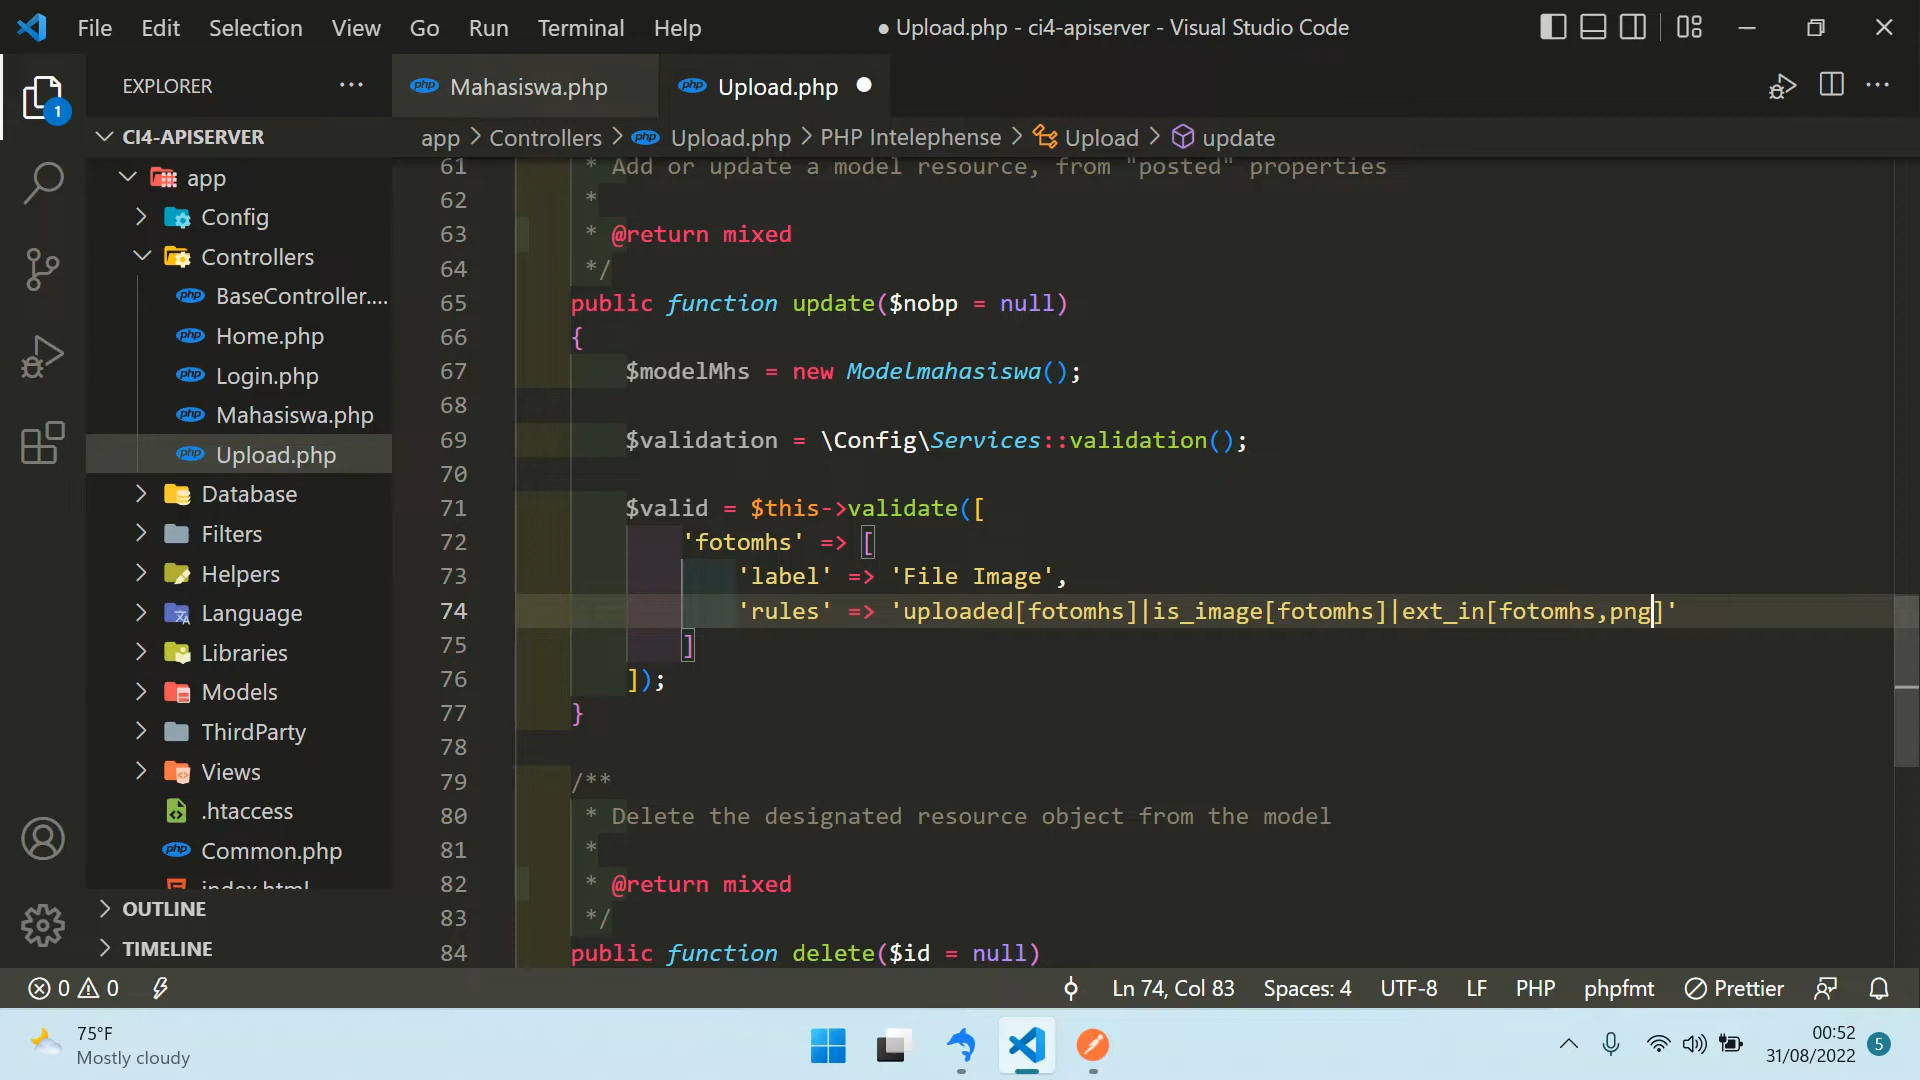 File Edit Selection View Go Run Terminal Help
● Upload.php - ci4-apiserver - Visual Studio Code
1
EXPLORER
CI4-APISERVER
app
Config
Controllers
BaseController....
Home.php
Login.php
Mahasiswa.php
Upload.php
Database
Filters
Helpers
Language
Libraries
Models
ThirdParty
Views
.htaccess
Common.php
index.html
OUTLINE
TIMELINE
Mahasiswa.php
Upload.php
app > Controllers > Upload.php > PHP Intelephense > Upload > update
61 * Add or update a model resource, from "posted" properties
62 *
63 * @return mixed
64 */
65 public function update($nobp = null)
66 {
67 $modelMhs = new Modelmahasiswa();
68
69 $validation = \Config\Services::validation();
70
71 $valid = $this->validate([
72 'fotomhs' => [
73 'label' => 'File Image',
74 'rules' => 'uploaded[fotomhs]|is_image[fotomhs]|ext_in[fotomhs,png]'
75 ]
76 ]);
77 }
78
79 /**
80 * Delete the designated resource object from the model
81 *
82 * @return mixed
83 */
84 public function delete($id = null)
0 0
Ln 74, Col 83 Spaces: 4 UTF-8 LF PHP phpfmt Prettier
75°F
Mostly cloudy
00:52
31/08/2022
5